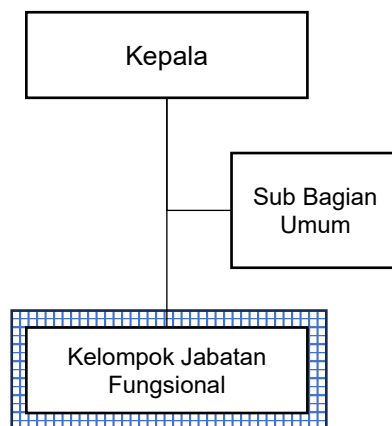 Kepala
Sub Bagian
Umum
Kelompok Jabatan
Fungsional